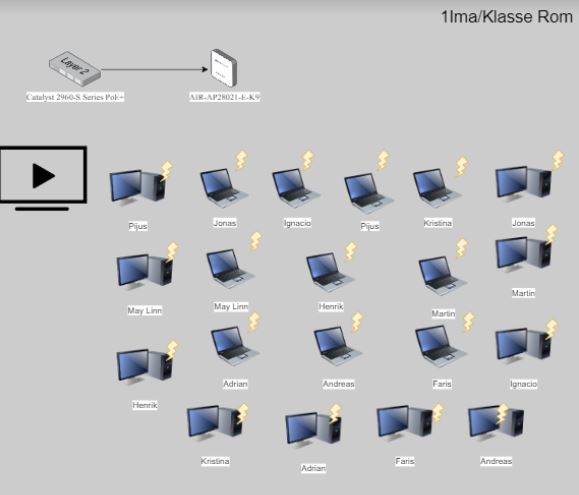 1Ima/Klasse Rom
Layer 2
Catalyst 2960-S Series PoE+
AIR-AP28021-E-K9
Pijus
Jonas
Ignacio
Pijus
Kristina
Jonas
May Linn
May Linn
Henrik
Martin
Martin
Henrik
Adrian
Andreas
Faris
Ignacio
Kristina
Adrian
Faris
Andreas